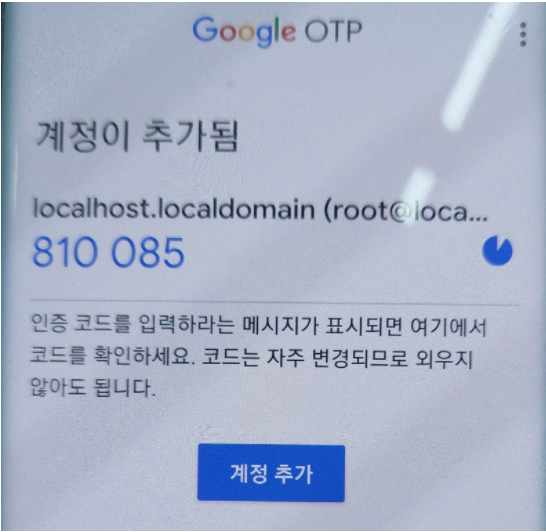 Google OTP
계정이 추가됨
localhost.localdomain (root@loca...
810 085
인증 코드를 입력하라는 메시지가 표시되면 여기에서
코드를 확인하세요. 코드는 자주 변경되므로 외우지
않아도 됩니다.
계정 추가